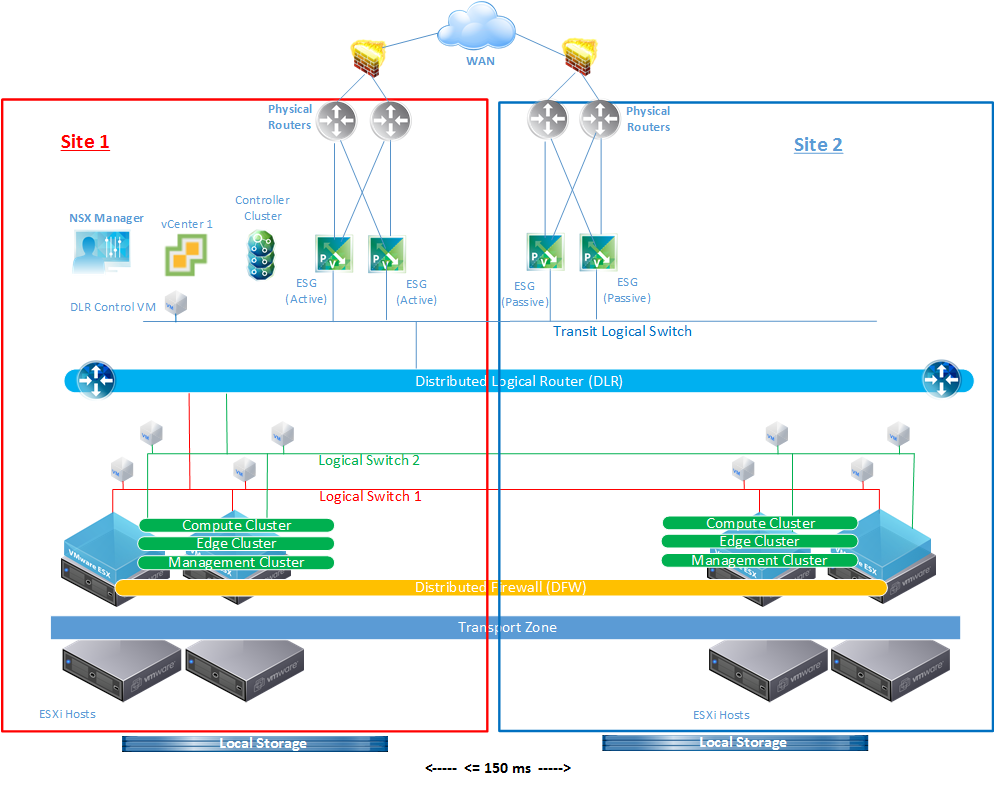 WAN
Physical
Routers
Physical
Routers
Site 1
Site 2
Controller
Cluster
NSX Manager
vCenter 1
P V
P V
P V
P V
ESG
(Active)
ESG
(Active)
ESG
(Passive)
ESG
(Passive)
DLR Control VM
VM
Transit Logical Switch
Distributed Logical Router (DLR)
VM
VM
VM
VM
Logical Switch 2
VM
VM
VM
VM
Logical Switch 1
Compute Cluster
Compute Cluster
Edge Cluster
Edge Cluster
VMware ESX
Management Cluster
Management Cluster
ESX
vmware
Distributed Firewall (DFW)
Transport Zone
vmware
vmware
vmware
vmware
ESXi Hosts
ESXi Hosts
Local Storage
Local Storage
<----- <= 150 ms ----->